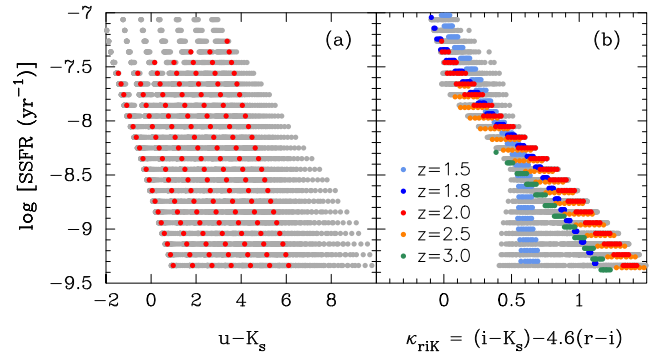 (a)
(b)
log [SSFR (yr⁻¹)]
-7
-7.5
-8
-8.5
-9
-9.5
z=1.5
z=1.8
z=2.0
z=2.5
z=3.0
-2 0 2 4 6 8
0 0.5 1
u-Kₛ
κ_riK = (i-Kₛ)-4.6(r-i)